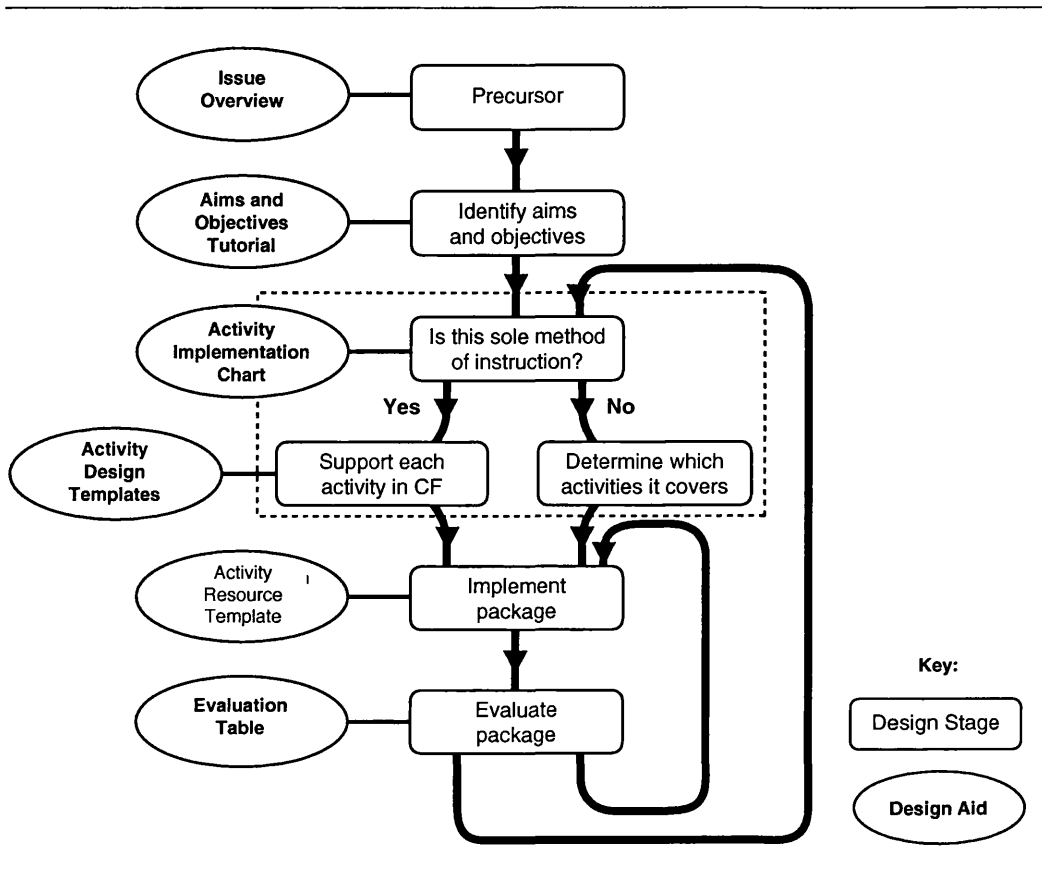 Issue
Overview
Precursor
Aims and
Objectives
Tutorial
Identify aims
and objectives
Activity
Implementation
Chart
Is this sole method
of instruction?
Yes
No
Activity
Design
Templates
Support each
activity in CF
Determine which
activities it covers
Activity
Resource
Template
Implement
package
Evaluation
Table
Evaluate
package
Key:
Design Stage
Design Aid